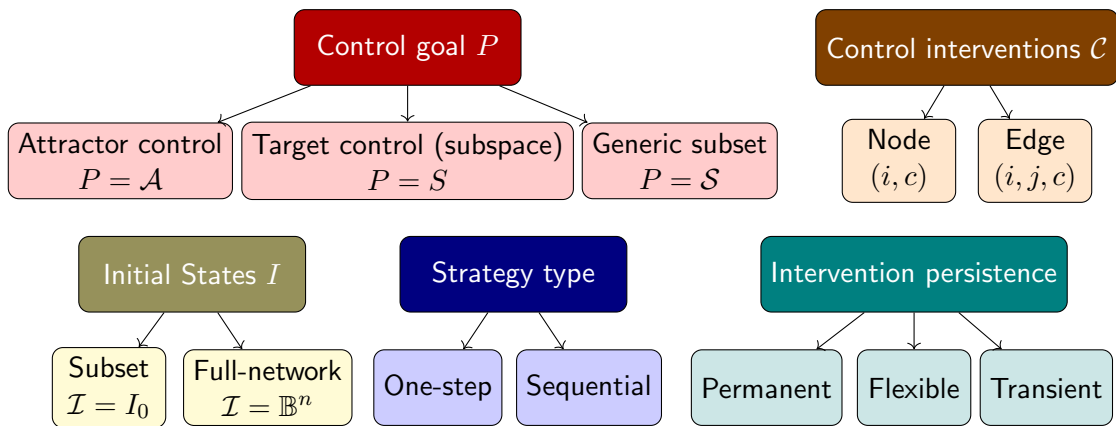 Control goal P
Control interventions 𝒞
Attractor control
P = 𝒜
Target control (subspace)
P = S
Generic subset
P = 𝒮
Node
(i, c)
Edge
(i, j, c)
Initial States I
Strategy type
Intervention persistence
Subset
ℐ = I₀
Full-network
ℐ = 𝔹ⁿ
One-step
Sequential
Permanent
Flexible
Transient